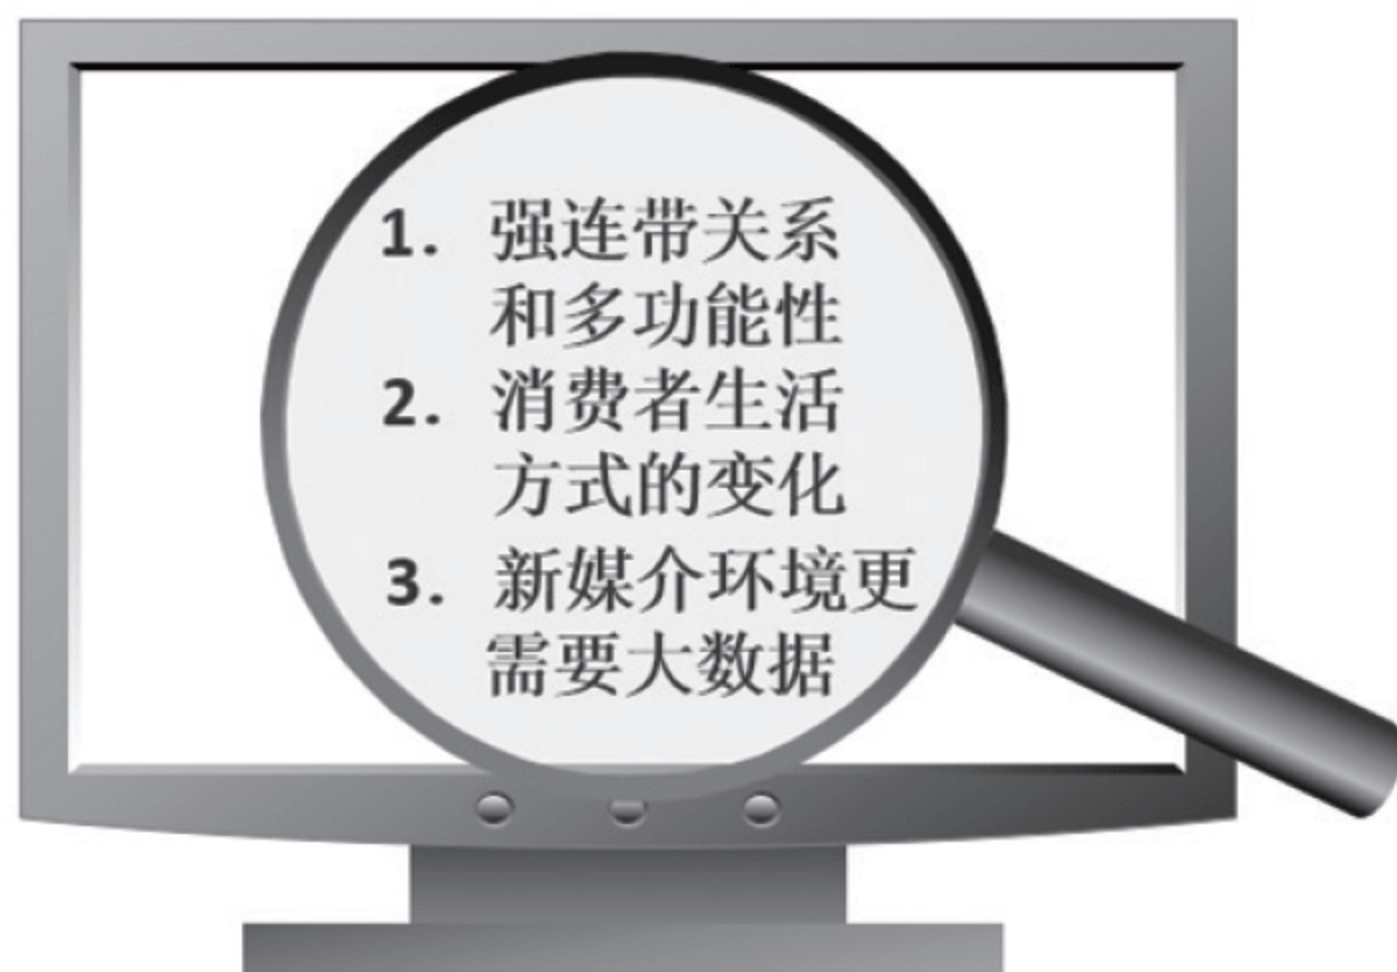 1. 强连带关系
和多功能性
2. 消费者生活
方式的变化
3. 新媒介环境更
需要大数据